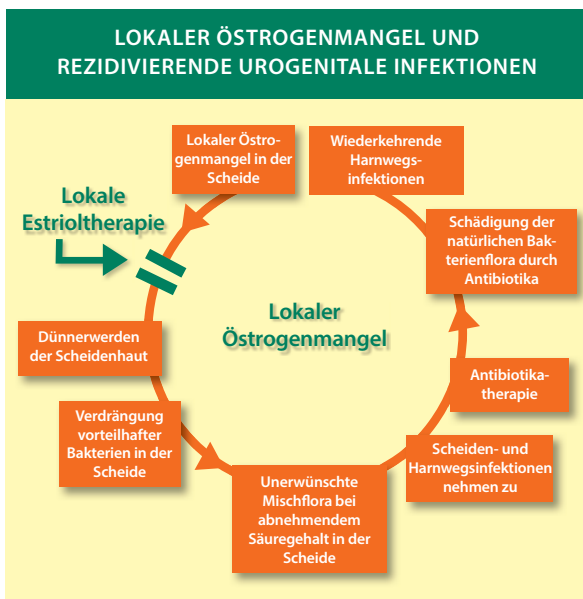 LOKALER ÖSTROGENMANGEL UND
REZIDIVIERENDE UROGENITALE INFEKTIONEN
Lokaler Östro-
genmangel in der
Scheide
Wiederkehrende
Harnwegs-
infektionen
Lokale
Estrioltherapie
Schädigung der
natürlichen Bak-
terienflora durch
Antibiotika
Lokaler
Östrogenmangel
Dünnerwerden
der Scheidenhaut
Antibiotika-
therapie
Verdrängung
vorteilhafter
Bakterien in der
Scheide
Scheiden- und
Harnwegsinfektionen
nehmen zu
Unerwünschte
Mischflora bei
abnehmendem
Säuregehalt in der
Scheide